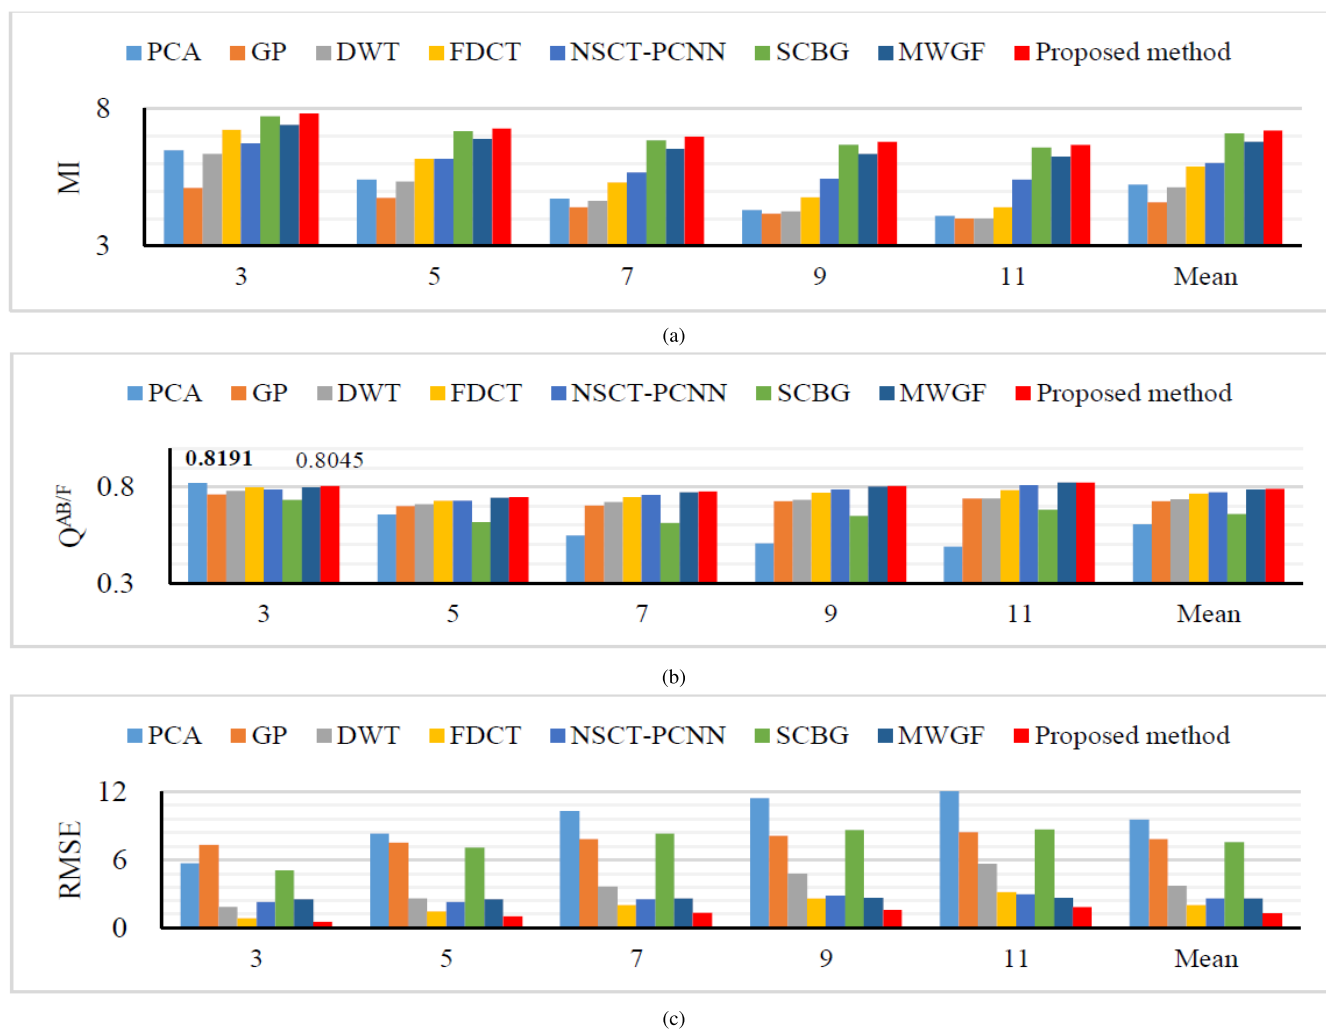 PCA GP DWT FDCT NSCT-PCNN SCBG MWGF Proposed method
8
MI
3
3 5 7 9 11 Mean
(a)
PCA GP DWT FDCT NSCT-PCNN SCBG MWGF Proposed method
0.8191 0.8045
0.8
Q^AB/F
0.3
3 5 7 9 11 Mean
(b)
PCA GP DWT FDCT NSCT-PCNN SCBG MWGF Proposed method
12
RMSE
6
0
3 5 7 9 11 Mean
(c)